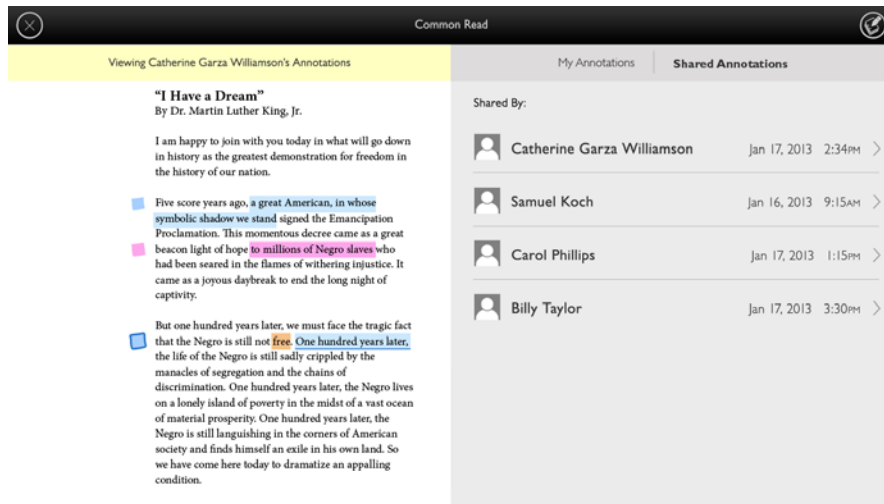 Common Read
Viewing Catherine Garza Williamson's Annotations
My Annotations
Shared Annotations
“I Have a Dream”
By Dr. Martin Luther King, Jr.
I am happy to join with you today in what will go down
in history as the greatest demonstration for freedom in
the history of our nation.
Five score years ago, a great American, in whose
symbolic shadow we stand signed the Emancipation
Proclamation. This momentous decree came as a great
beacon light of hope to millions of Negro slaves who
had been seared in the flames of withering injustice. It
came as a joyous daybreak to end the long night of
captivity.
But one hundred years later, we must face the tragic fact
that the Negro is still not free. One hundred years later,
the life of the Negro is still sadly crippled by the
manacles of segregation and the chains of
discrimination. One hundred years later, the Negro lives
on a lonely island of poverty in the midst of a vast ocean
of material prosperity. One hundred years later, the
Negro is still languishing in the corners of American
society and finds himself an exile in his own land. So
we have come here today to dramatize an appalling
condition.
Shared By:
Catherine Garza Williamson Jan 17, 2013 2:34PM
Samuel Koch Jan 16, 2013 9:15AM
Carol Phillips Jan 17, 2013 1:15PM
Billy Taylor Jan 17, 2013 3:30PM